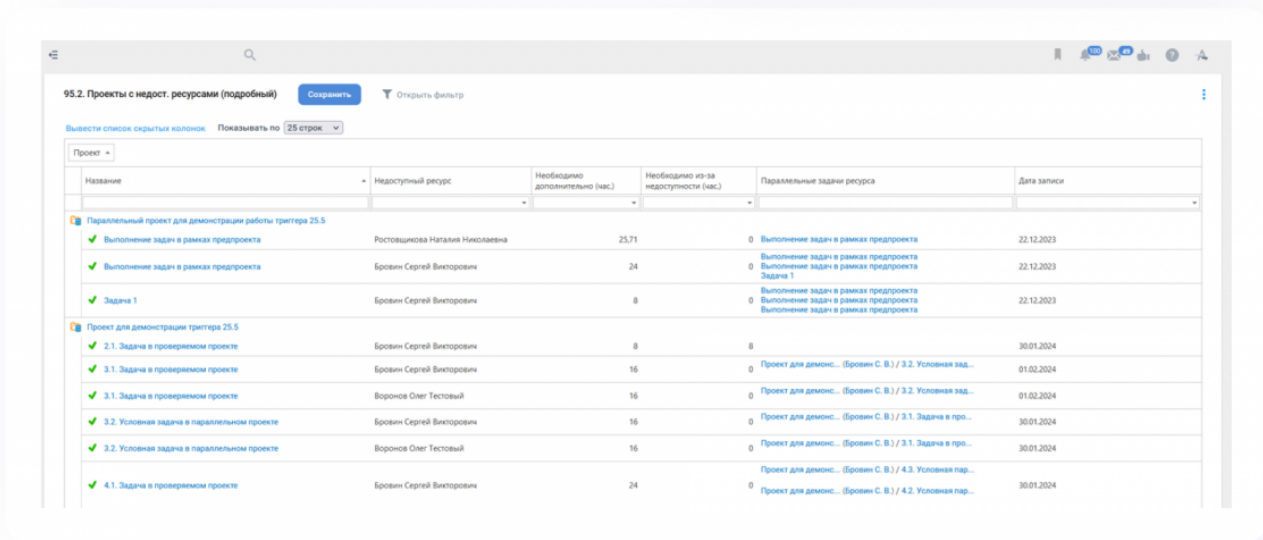 100
49
95.2. Проекты с недост. ресурсами (подробный) Сохранить Открыть фильтр
Вывести список скрытых колонок Показывать по 25 строк
Проект
Название Недоступный ресурс Необходимо дополнительно (час.) Необходимо из-за недоступности (час.) Параллельные задачи ресурса Дата записи
Параллельный проект для демонстрации работы триггера 25.5
Выполнение задач в рамках предпроекта Ростовщикова Наталия Николаевна 25,71 0 Выполнение задач в рамках предпроекта 22.12.2023
Выполнение задач в рамках предпроекта
Выполнение задач в рамках предпроекта Бровин Сергей Викторович 24 0 Выполнение задач в рамках предпроекта 22.12.2023
Задача 1
Выполнение задач в рамках предпроекта
Задача 1 Бровин Сергей Викторович 8 0 Выполнение задач в рамках предпроекта 22.12.2023
Выполнение задач в рамках предпроекта
Проект для демонстрации триггера 25.5
2.1. Задача в проверяемом проекте Бровин Сергей Викторович 8 8 30.01.2024
3.1. Задача в проверяемом проекте Бровин Сергей Викторович 16 0 Проект для демонс... (Бровин С. В.) / 3.2. Условная зад... 01.02.2024
3.1. Задача в проверяемом проекте Воронов Олег Тестовый 16 0 Проект для демонс... (Бровин С. В.) / 3.2. Условная зад... 01.02.2024
3.2. Условная задача в параллельном проекте Бровин Сергей Викторович 16 0 Проект для демонс... (Бровин С. В.) / 3.1. Задача в про... 30.01.2024
3.2. Условная задача в параллельном проекте Воронов Олег Тестовый 16 0 Проект для демонс... (Бровин С. В.) / 3.1. Задача в про... 30.01.2024
Проект для демонс... (Бровин С. В.) / 4.3. Условная пар...
4.1. Задача в проверяемом проекте Бровин Сергей Викторович 24 0 30.01.2024
Проект для демонс... (Бровин С. В.) / 4.2. Условная пар...